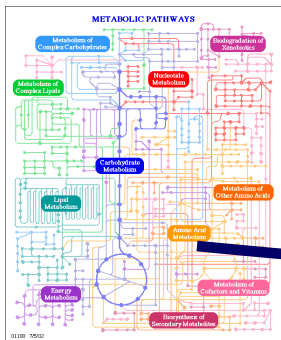 METABOLIC PATHWAYS
Metabolism of
Complex Carbohydrates
Biodegradation of
Xenobiotics
Nucleotide
Metabolism
Metabolism of
Complex Lipids
Carbohydrate
Metabolism
Metabolism of
Other Amino Acids
Lipid
Metabolism
Amino Acid
Metabolism
Metabolism of
Cofactors and Vitamins
Energy
Metabolism
Biosynthesis of
Secondary Metabolites
01100 7/5/02